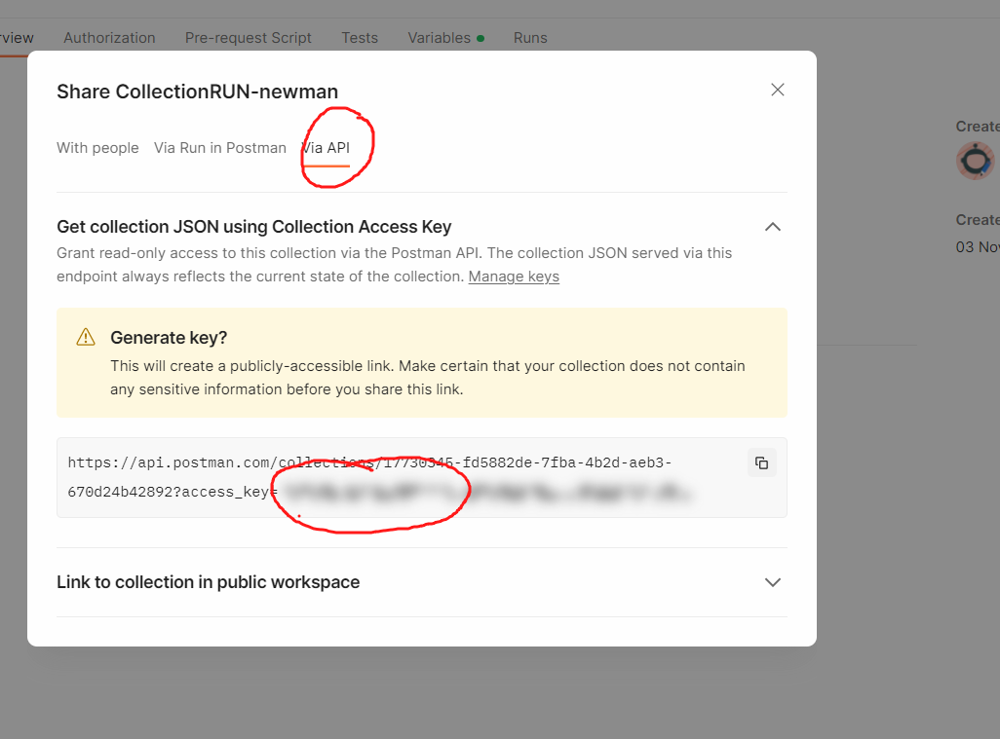 rview Authorization Pre-request Script Tests Variables Runs
Share CollectionRUN-newman
With people Via Run in Postman Via API
Get collection JSON using Collection Access Key
Grant read-only access to this collection via the Postman API. The collection JSON served via this
endpoint always reflects the current state of the collection. Manage keys
Generate key?
This will create a publicly-accessible link. Make certain that your collection does not contain
any sensitive information before you share this link.
https://api.postman.com/collections/17730345-fd5882de-7fba-4b2d-aeb3-
670d24b42892?access_key=
Link to collection in public workspace
Create
Create
03 Nov